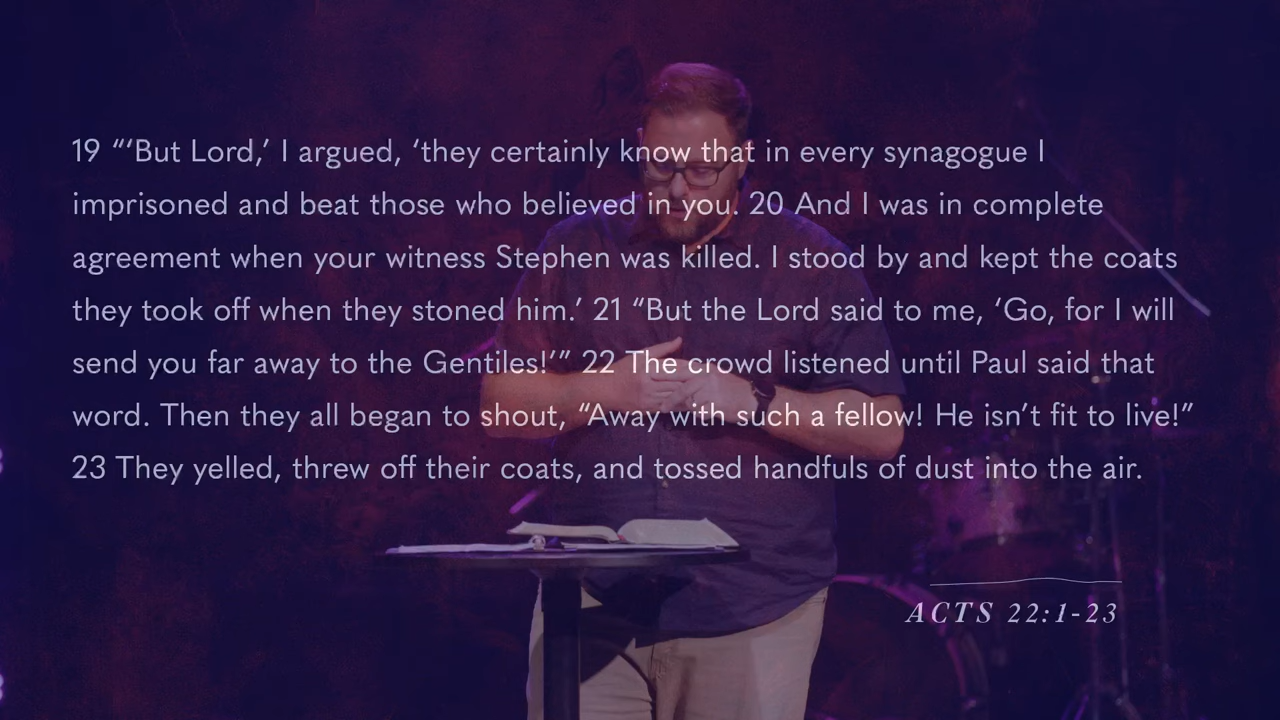 19 “‘But Lord,’ I argued, ‘they certainly know that in every synagogue I
imprisoned and beat those who believed in you. 20 And I was in complete
agreement when your witness Stephen was killed. I stood by and kept the coats
they took off when they stoned him.’ 21 “But the Lord said to me, ‘Go, for I will
send you far away to the Gentiles!’” 22 The crowd listened until Paul said that
word. Then they all began to shout, “Away with such a fellow! He isn’t fit to live!”
23 They yelled, threw off their coats, and tossed handfuls of dust into the air.
ACTS 22:1-23